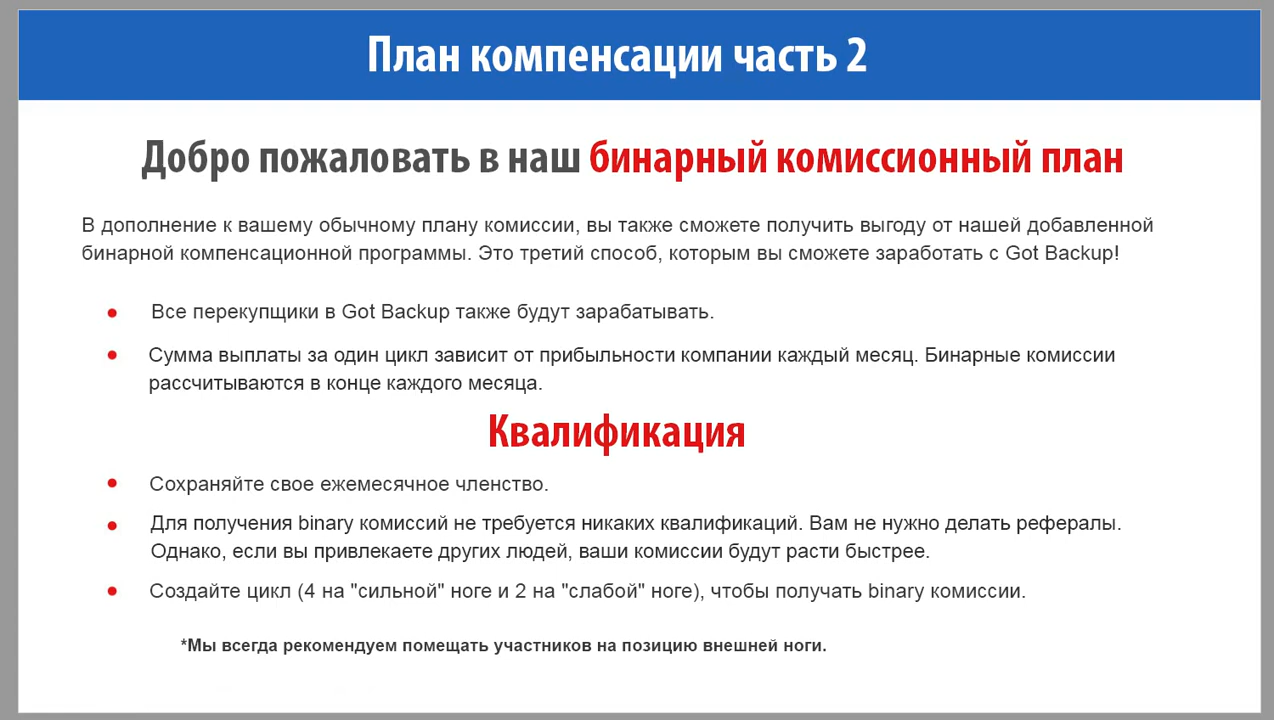 План компенсации часть 2
Добро пожаловать в наш бинарный комиссионный план
В дополнение к вашему обычному плану комиссии, вы также сможете получить выгоду от нашей добавленной
бинарной компенсационной программы. Это третий способ, которым вы сможете заработать с Got Backup!
• Все перекупщики в Got Backup также будут зарабатывать.
• Сумма выплаты за один цикл зависит от прибыльности компании каждый месяц. Бинарные комиссии
рассчитываются в конце каждого месяца.
Квалификация
• Сохраняйте свое ежемесячное членство.
• Для получения binary комиссий не требуется никаких квалификаций. Вам не нужно делать рефералы.
Однако, если вы привлекаете других людей, ваши комиссии будут расти быстрее.
• Создайте цикл (4 на "сильной" ноге и 2 на "слабой" ноге), чтобы получать binary комиссии.
*Мы всегда рекомендуем помещать участников на позицию внешней ноги.